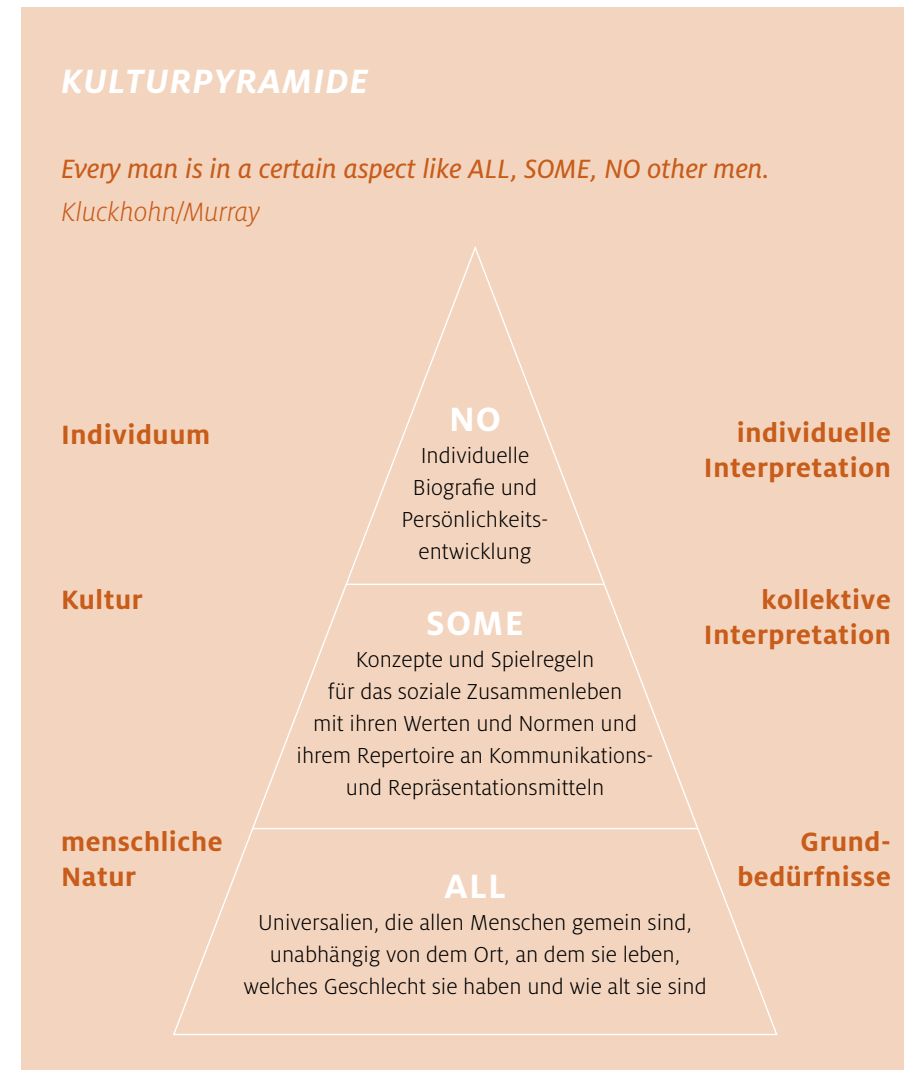 KULTURPYRAMIDE
Every man is in a certain aspect like ALL, SOME, NO other men.
Kluckhohn/Murray
Individuum
NO
Individuelle
Biografie und
Persönlichkeits-
entwicklung
individuelle
Interpretation
Kultur
SOME
Konzepte und Spielregeln
für das soziale Zusammenleben
mit ihren Werten und Normen und
ihrem Repertoire an Kommunikations-
und Repräsentationsmitteln
kollektive
Interpretation
menschliche
Natur
ALL
Universalien, die allen Menschen gemein sind,
unabhängig von dem Ort, an dem sie leben,
welches Geschlecht sie haben und wie alt sie sind
Grund-
bedürfnisse